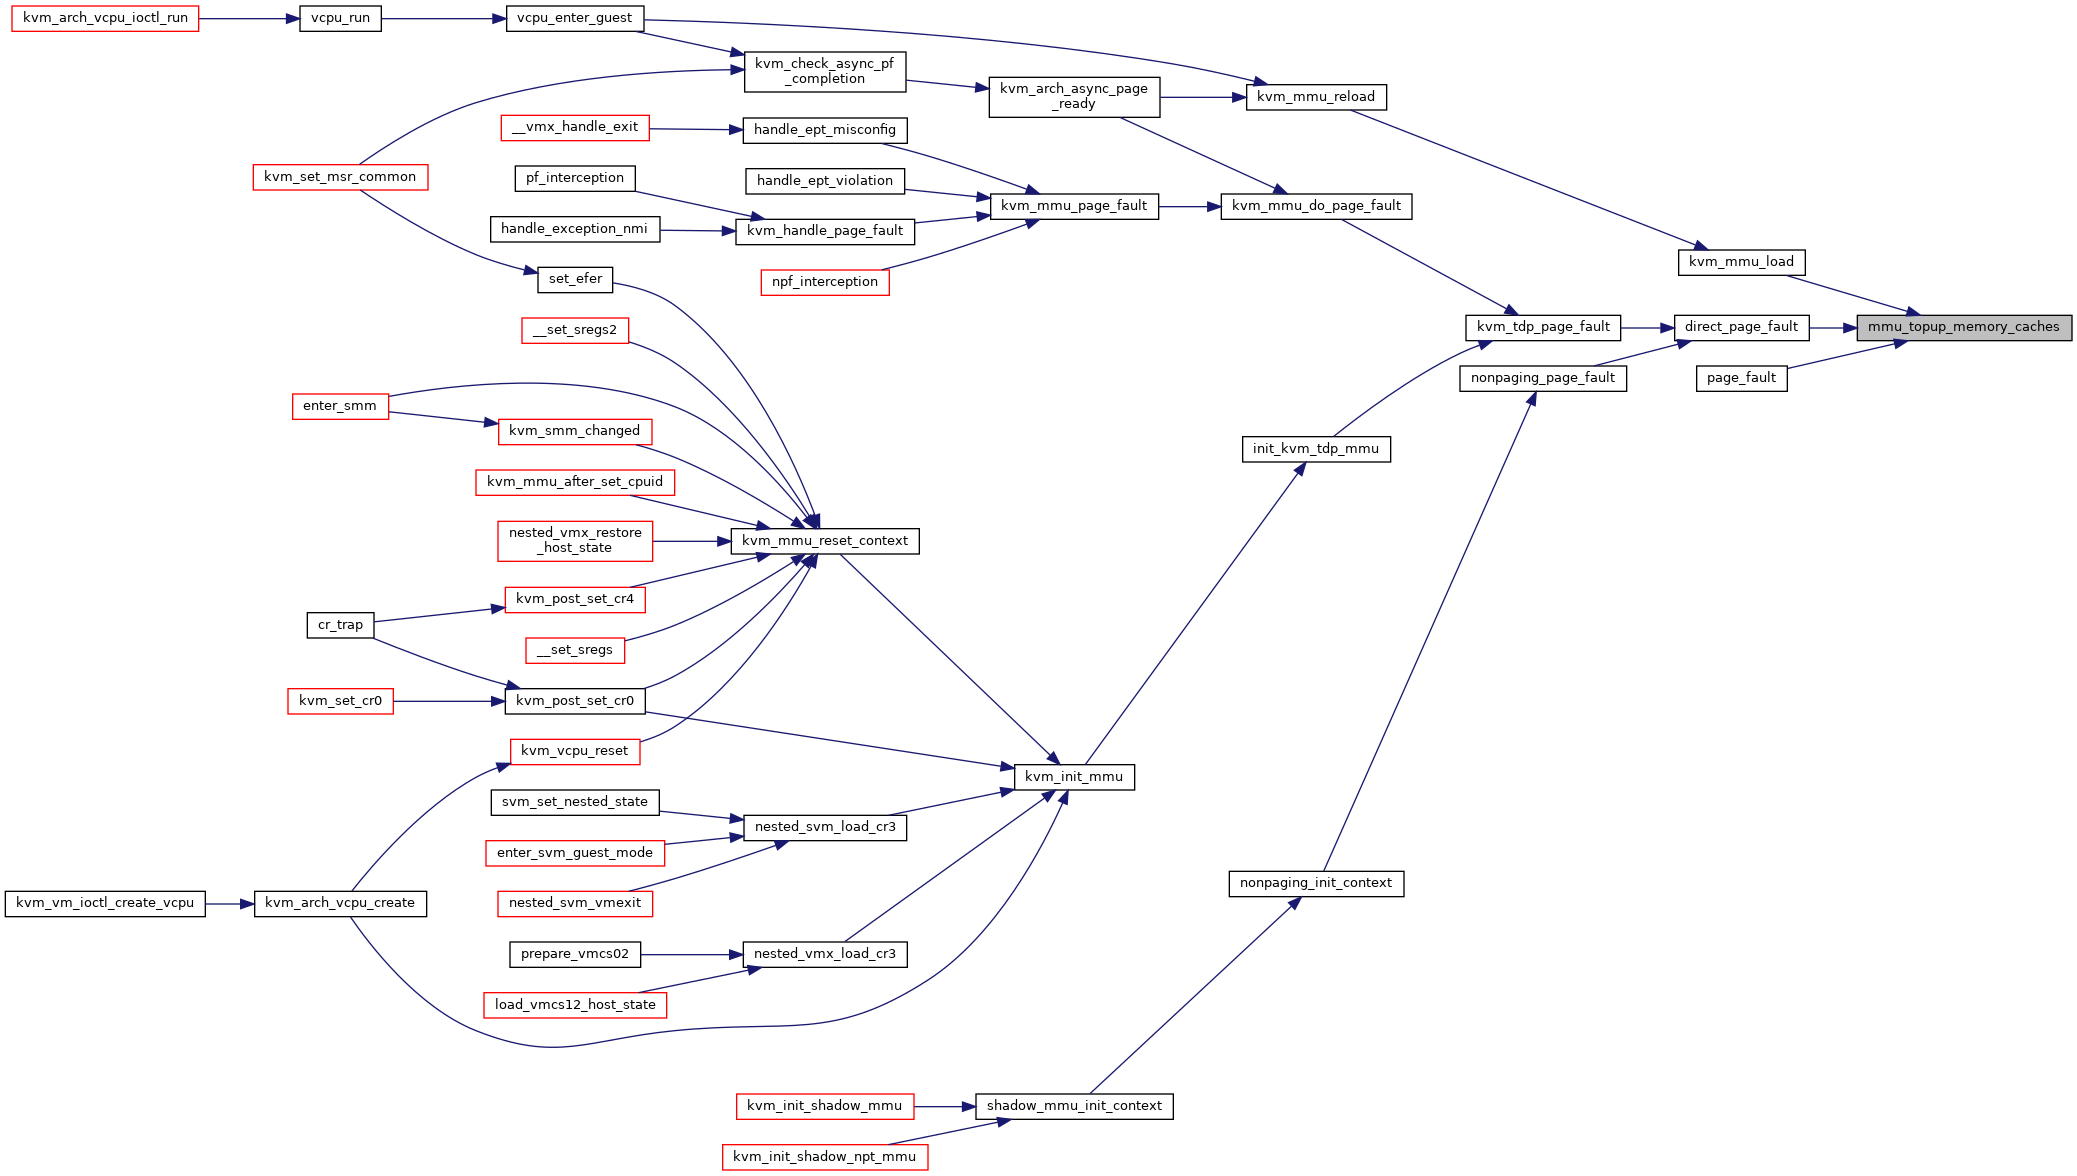 kvm_arch_vcpu_ioctl_run
vcpu_run
vcpu_enter_guest
kvm_check_async_pf
_completion
kvm_arch_async_page
_ready
kvm_mmu_reload
__vmx_handle_exit
handle_ept_misconfig
kvm_set_msr_common
pf_interception
handle_ept_violation
kvm_mmu_page_fault
kvm_mmu_do_page_fault
handle_exception_nmi
kvm_handle_page_fault
set_efer
npf_interception
kvm_mmu_load
__set_sregs2
kvm_tdp_page_fault
direct_page_fault
mmu_topup_memory_caches
nonpaging_page_fault
page_fault
enter_smm
kvm_smm_changed
init_kvm_tdp_mmu
kvm_mmu_after_set_cpuid
nested_vmx_restore
_host_state
kvm_mmu_reset_context
kvm_post_set_cr4
cr_trap
__set_sregs
kvm_set_cr0
kvm_post_set_cr0
kvm_vcpu_reset
kvm_init_mmu
svm_set_nested_state
nested_svm_load_cr3
enter_svm_guest_mode
nonpaging_init_context
kvm_vm_ioctl_create_vcpu
kvm_arch_vcpu_create
nested_svm_vmexit
prepare_vmcs02
nested_vmx_load_cr3
load_vmcs12_host_state
kvm_init_shadow_mmu
shadow_mmu_init_context
kvm_init_shadow_npt_mmu